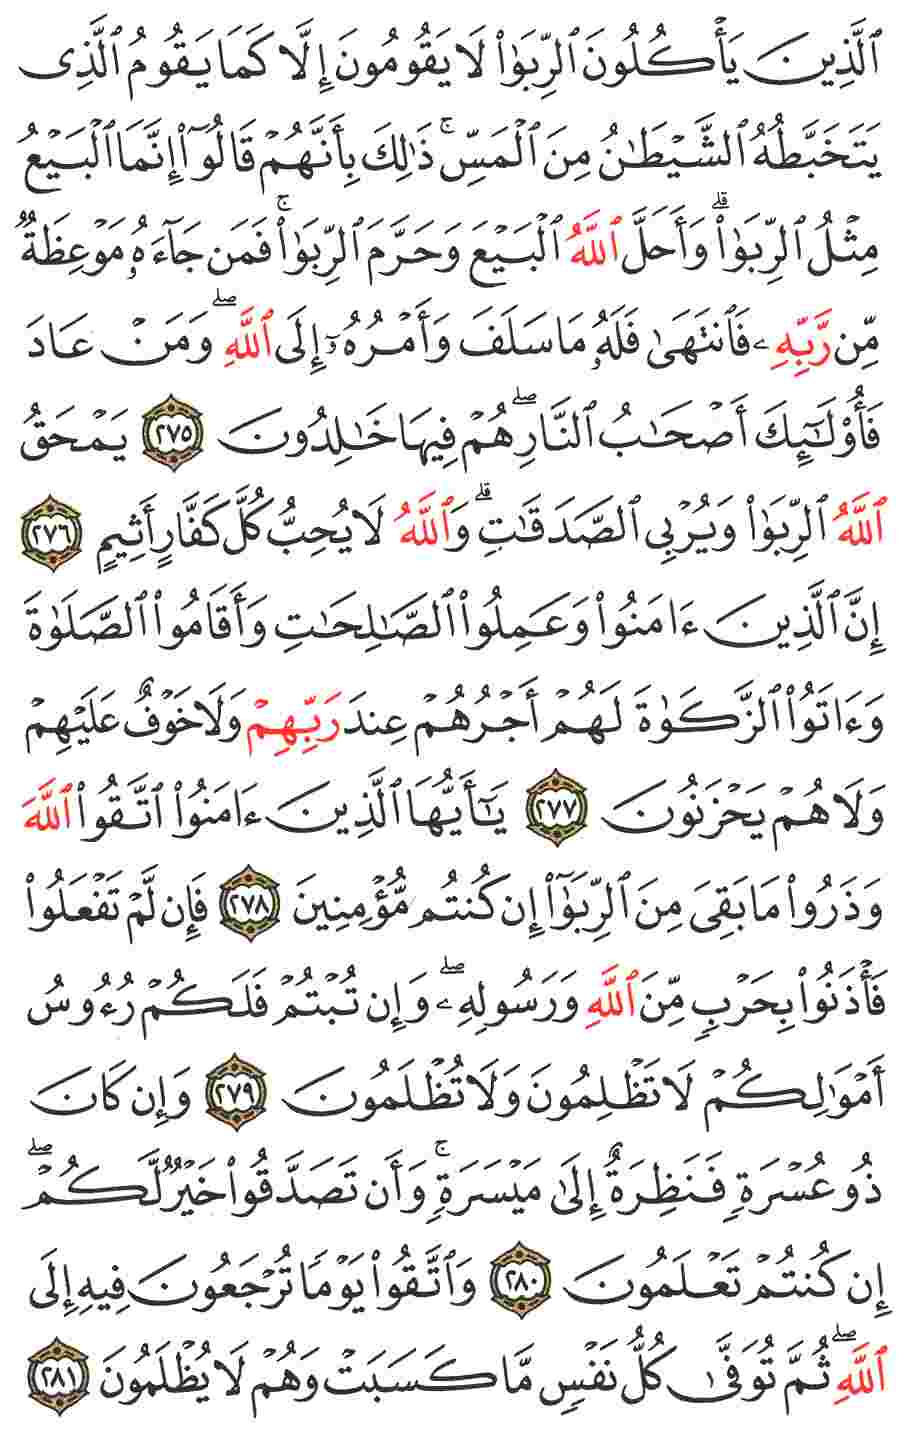 ٱلَّذِينَ يَأۡكُلُونَ ٱلرِّبَوٰاْ لَا يَقُومُونَ إِلَّا كَمَا يَقُومُ ٱلَّذِي
يَتَخَبَّطُهُ ٱلشَّيۡطَٰنُ مِنَ ٱلۡمَسِّۚ ذَٰلِكَ بِأَنَّهُمۡ قَالُوٓاْ إِنَّمَا ٱلۡبَيۡعُ
مِثۡلُ ٱلرِّبَوٰاْۗ وَأَحَلَّ ٱللَّهُ ٱلۡبَيۡعَ وَحَرَّمَ ٱلرِّبَوٰاْۚ فَمَن جَآءَهُۥ مَوۡعِظَةٞ
مِّن رَّبِّهِۦ فَٱنتَهَىٰ فَلَهُۥ مَا سَلَفَ وَأَمۡرُهُۥٓ إِلَى ٱللَّهِۖ وَمَنۡ عَادَ
فَأُوْلَٰٓئِكَ أَصۡحَٰبُ ٱلنَّارِۖ هُمۡ فِيهَا خَٰلِدُونَ ٢٧٥ يَمۡحَقُ
ٱللَّهُ ٱلرِّبَوٰاْ وَيُرۡبِي ٱلصَّدَقَٰتِۗ وَٱللَّهُ لَا يُحِبُّ كُلَّ كَفَّارٍ أَثِيمٍ ٢٧٦
إِنَّ ٱلَّذِينَ ءَامَنُواْ وَعَمِلُواْ ٱلصَّٰلِحَٰتِ وَأَقَامُواْ ٱلصَّلَوٰةَ
وَءَاتَوُاْ ٱلزَّكَوٰةَ لَهُمۡ أَجۡرُهُمۡ عِندَ رَبِّهِمۡ وَلَا خَوۡفٌ عَلَيۡهِمۡ
وَلَا هُمۡ يَحۡزَنُونَ ٢٧٧ يَٰٓأَيُّهَا ٱلَّذِينَ ءَامَنُواْ ٱتَّقُواْ ٱللَّهَ
وَذَرُواْ مَا بَقِيَ مِنَ ٱلرِّبَوٰٓاْ إِن كُنتُم مُّؤۡمِنِينَ ٢٧٨ فَإِن لَّمۡ تَفۡعَلُواْ
فَأۡذَنُواْ بِحَرۡبٖ مِّنَ ٱللَّهِ وَرَسُولِهِۦۖ وَإِن تُبۡتُمۡ فَلَكُمۡ رُءُوسُ
أَمۡوَٰلِكُمۡ لَا تَظۡلِمُونَ وَلَا تُظۡلَمُونَ ٢٧٩ وَإِن كَانَ
ذُو عُسۡرَةٖ فَنَظِرَةٌ إِلَىٰ مَيۡسَرَةٖۚ وَأَن تَصَدَّقُواْ خَيۡرٞ لَّكُمۡۖ
إِن كُنتُمۡ تَعۡلَمُونَ ٢٨٠ وَٱتَّقُواْ يَوۡمٗا تُرۡجَعُونَ فِيهِ إِلَى
ٱللَّهِۖ ثُمَّ تُوَفَّىٰ كُلُّ نَفۡسٖ مَّا كَسَبَتۡ وَهُمۡ لَا يُظۡلَمُونَ ٢٨١